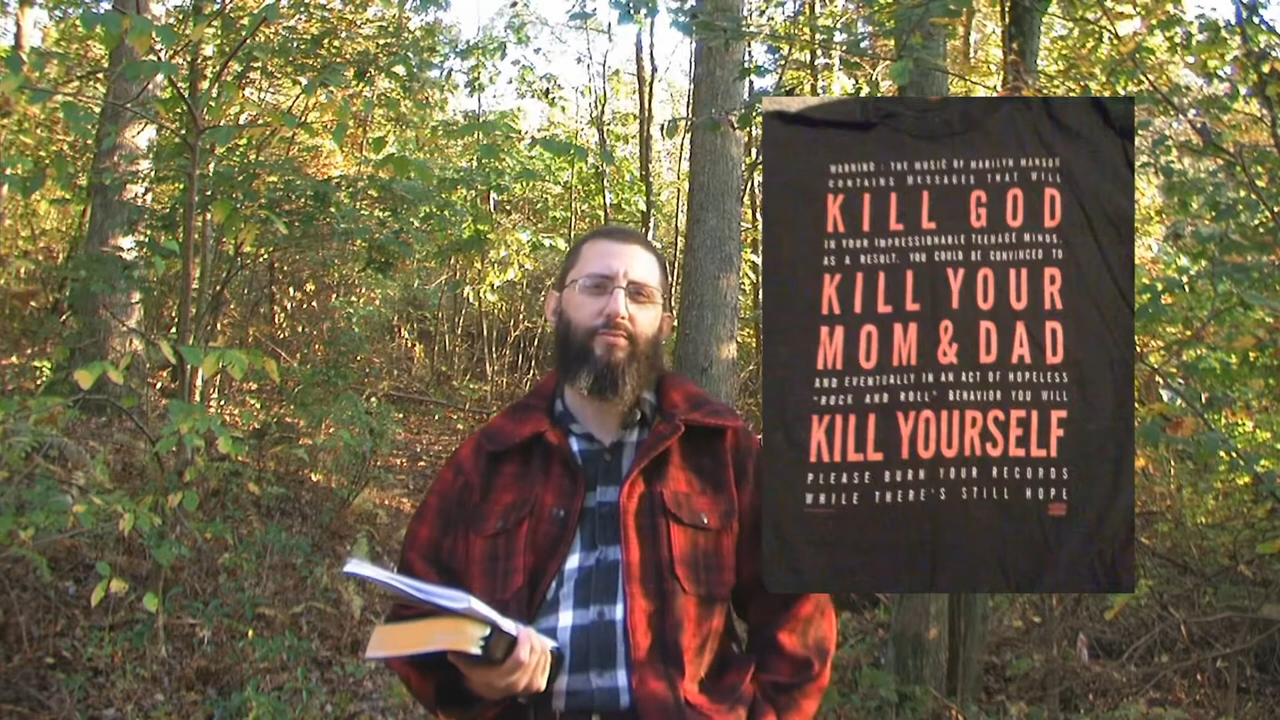 WARNING: THE MUSIC OF MARILYN MANSON
CONTAINS MESSAGES THAT WILL
KILL GOD
IN YOUR IMPRESSIONABLE TEENAGE MINDS.
AS A RESULT, YOU COULD BE CONVINCED TO
KILL YOUR
MOM & DAD
AND EVENTUALLY IN AN ACT OF HOPELESS
"ROCK AND ROLL" BEHAVIOR YOU WILL
KILL YOURSELF
PLEASE BURN YOUR RECORDS
WHILE THERE'S STILL HOPE